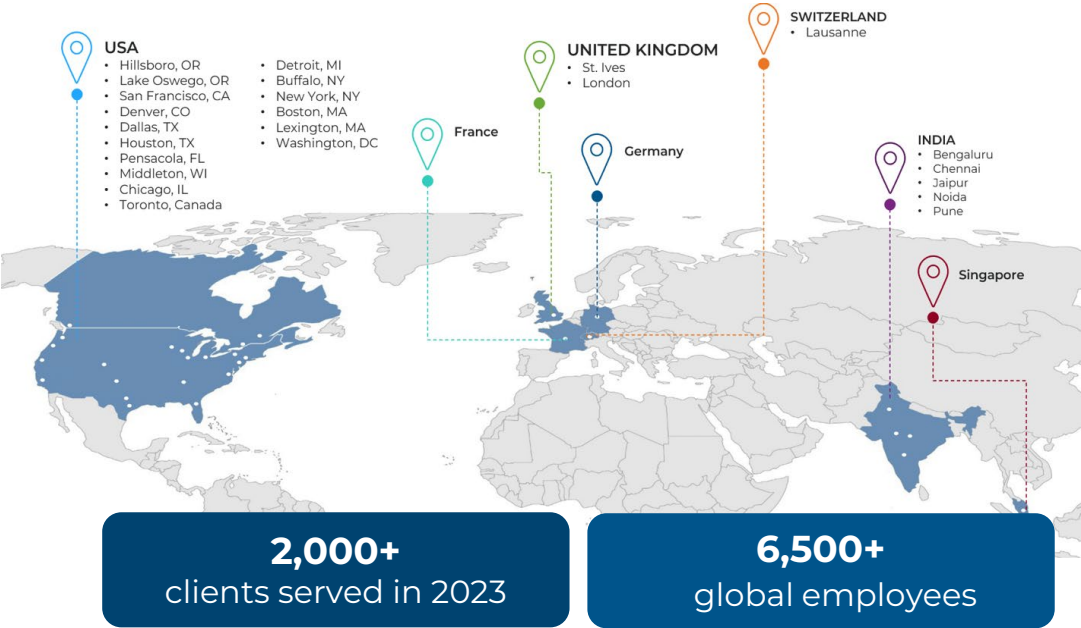 USA
• Hillsboro, OR
• Lake Oswego, OR
• San Francisco, CA
• Denver, CO
• Dallas, TX
• Houston, TX
• Pensacola, FL
• Middleton, WI
• Chicago, IL
• Toronto, Canada
• Detroit, MI
• Buffalo, NY
• New York, NY
• Boston, MA
• Lexington, MA
• Washington, DC
France
UNITED KINGDOM
• St. Ives
• London
Germany
SWITZERLAND
• Lausanne
INDIA
• Bengaluru
• Chennai
• Jaipur
• Noida
• Pune
Singapore
2,000+
clients served in 2023
6,500+
global employees